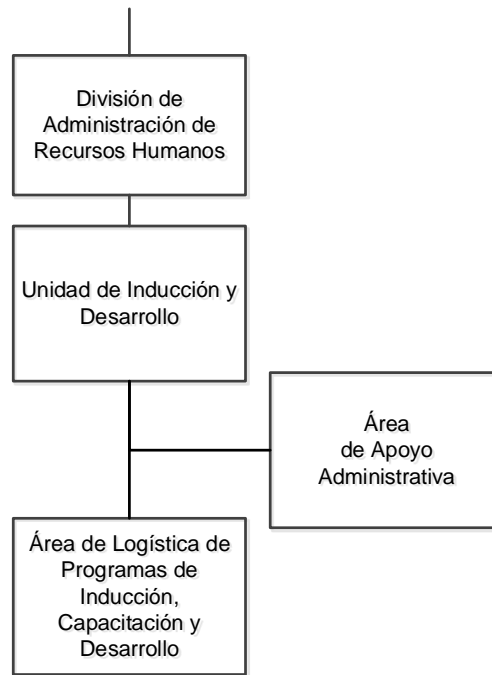 División de
Administración de
Recursos Humanos
Unidad de Inducción y
Desarrollo
Área
de Apoyo
Administrativa
Área de Logística de
Programas de
Inducción,
Capacitación y
Desarrollo